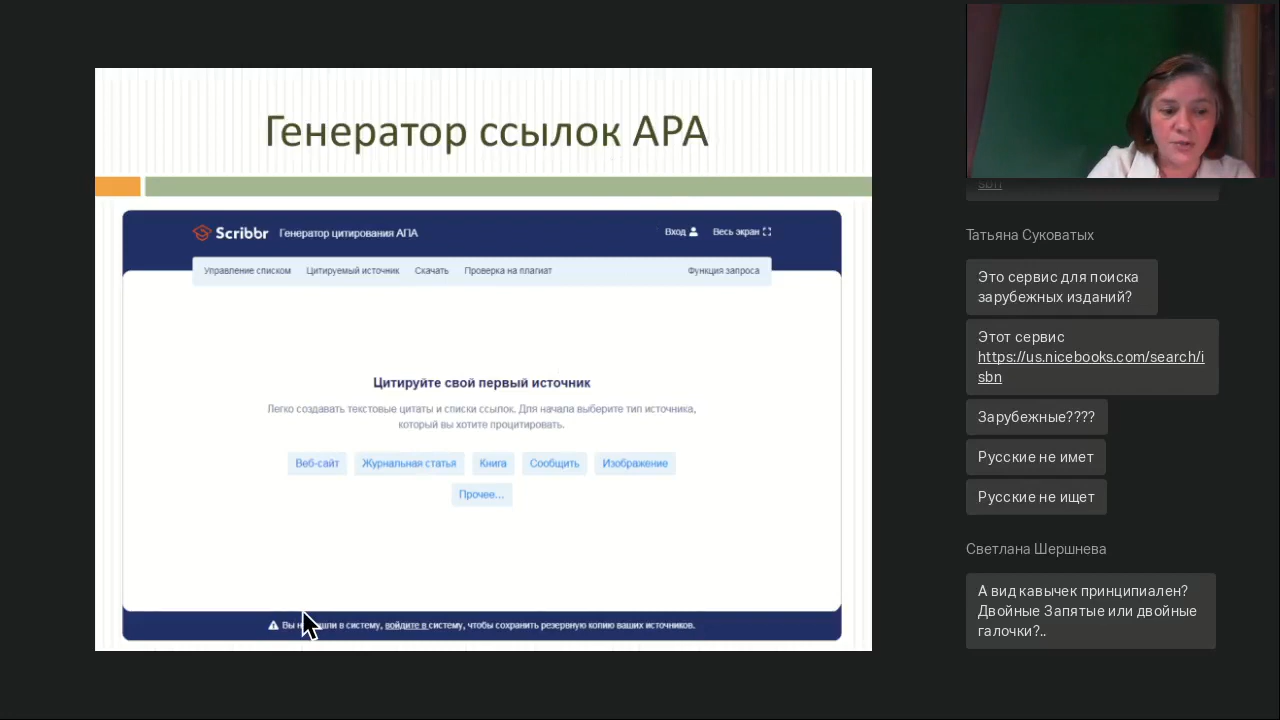 Генератор ссылок APA
Scribbr Генератор цитирования АПА
Вход
Весь экран
Управление списком Цитируемый источник Скачать Проверка на плагиат Функция запроса
Цитируйте свой первый источник
Легко создавать текстовые цитаты и списки ссылок. Для начала выберите тип источника,
который вы хотите процитировать.
Веб-сайт Журнальная статья Книга Сообщить Изображение
Прочее...
Вы шли в систему, войдите в систему, чтобы сохранить резервную копию ваших источников.
sbn
Татьяна Суковатых
Это сервис для поиска
зарубежных изданий?
Этот сервис
https://us.nicebooks.com/search/i
sbn
Зарубежные????
Русские не имет
Русские не ищет
Светлана Шершнева
А вид кавычек принципиален?
Двойные Запятые или двойные
галочки?..